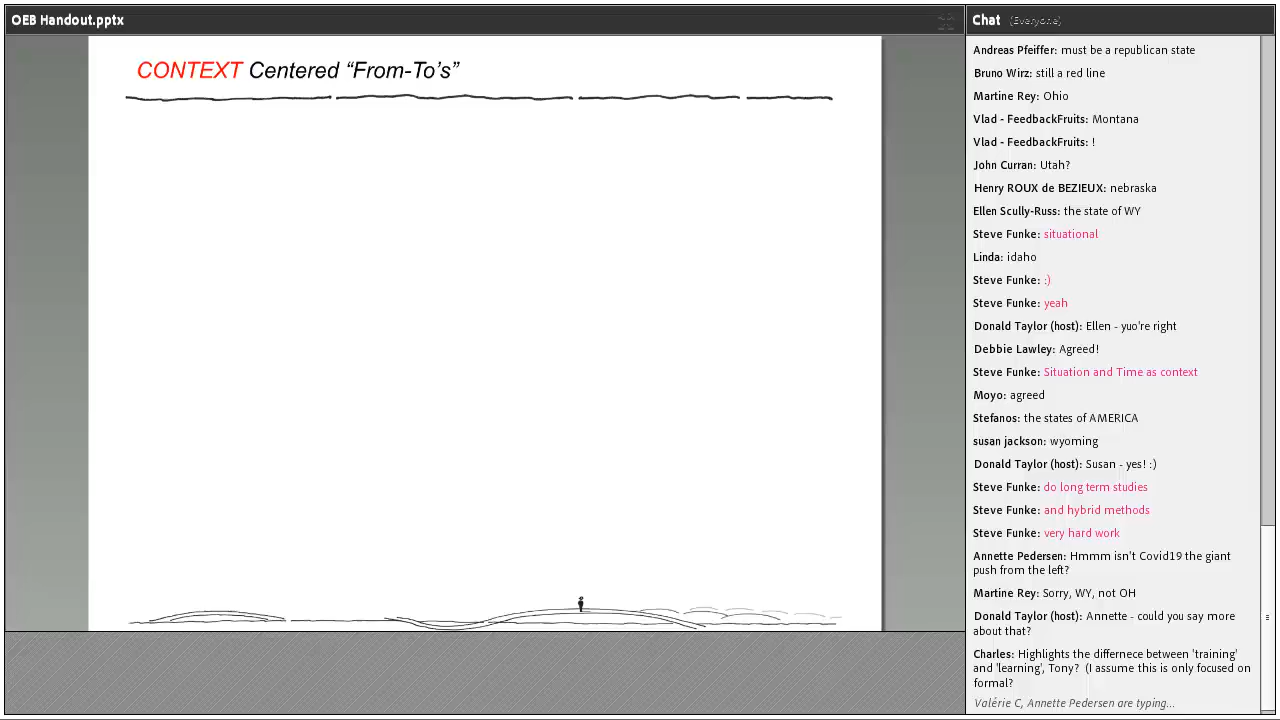 OEB Handout.pptx
CONTEXT Centered “From-To’s”
Chat (Everyone)
Andreas Pfeiffer: must be a republican state
Bruno Wirz: still a red line
Martine Rey: Ohio
Vlad - FeedbackFruits: Montana
Vlad - FeedbackFruits: !
John Curran: Utah?
Henry ROUX de BEZIEUX: nebraska
Ellen Scully-Russ: the state of WY
Steve Funke: situational
Linda: idaho
Steve Funke: :)
Steve Funke: yeah
Donald Taylor (host): Ellen - yuo're right
Debbie Lawley: Agreed!
Steve Funke: Situation and Time as context
Moyo: agreed
Stefanos: the states of AMERICA
susan jackson: wyoming
Donald Taylor (host): Susan - yes! :)
Steve Funke: do long term studies
Steve Funke: and hybrid methods
Steve Funke: very hard work
Annette Pedersen: Hmmm isn't Covid19 the giant
push from the left?
Martine Rey: Sorry, WY, not OH
Donald Taylor (host): Annette - could you say more
about that?
Charles: Highlights the differnece between 'training'
and 'learning', Tony? (I assume this is only focused on
formal?
Valérie C, Annette Pedersen are typing...